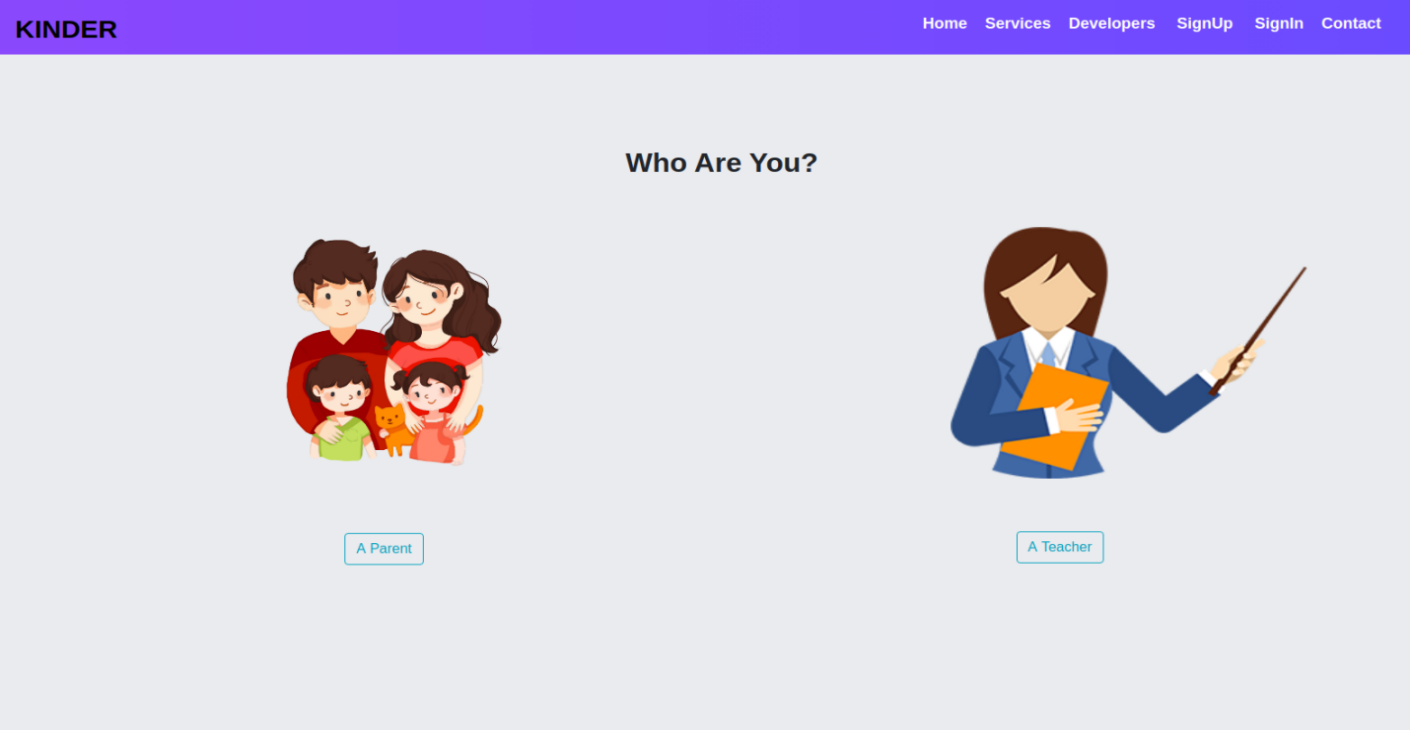 KINDER
Home Services Developers SignUp SignIn Contact
Who Are You?
A Parent
A Teacher